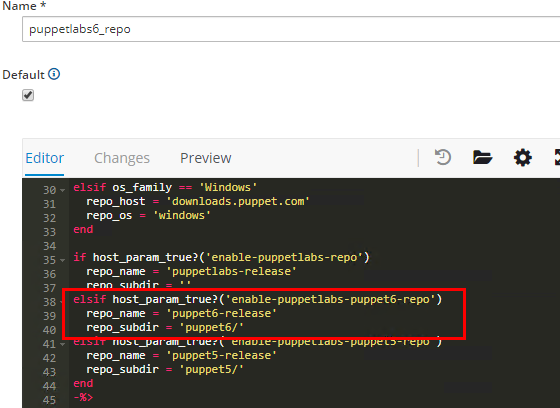 Name *
puppetlabs6_repo
Default
Editor Changes Preview
30 elsif os_family == 'Windows'
31 repo_host = 'downloads.puppet.com'
32 repo_os = 'windows'
33 end
34
35 if host_param_true?('enable-puppetlabs-repo')
36 repo_name = 'puppetlabs-release'
37 repo_subdir = ''
38 elsif host_param_true?('enable-puppetlabs-puppet6-repo')
39 repo_name = 'puppet6-release'
40 repo_subdir = 'puppet6/'
41 elsif host_param_true?('enable-puppetlabs-puppet5-repo')
42 repo_name = 'puppet5-release'
43 repo_subdir = 'puppet5/'
44 end
45 -%>